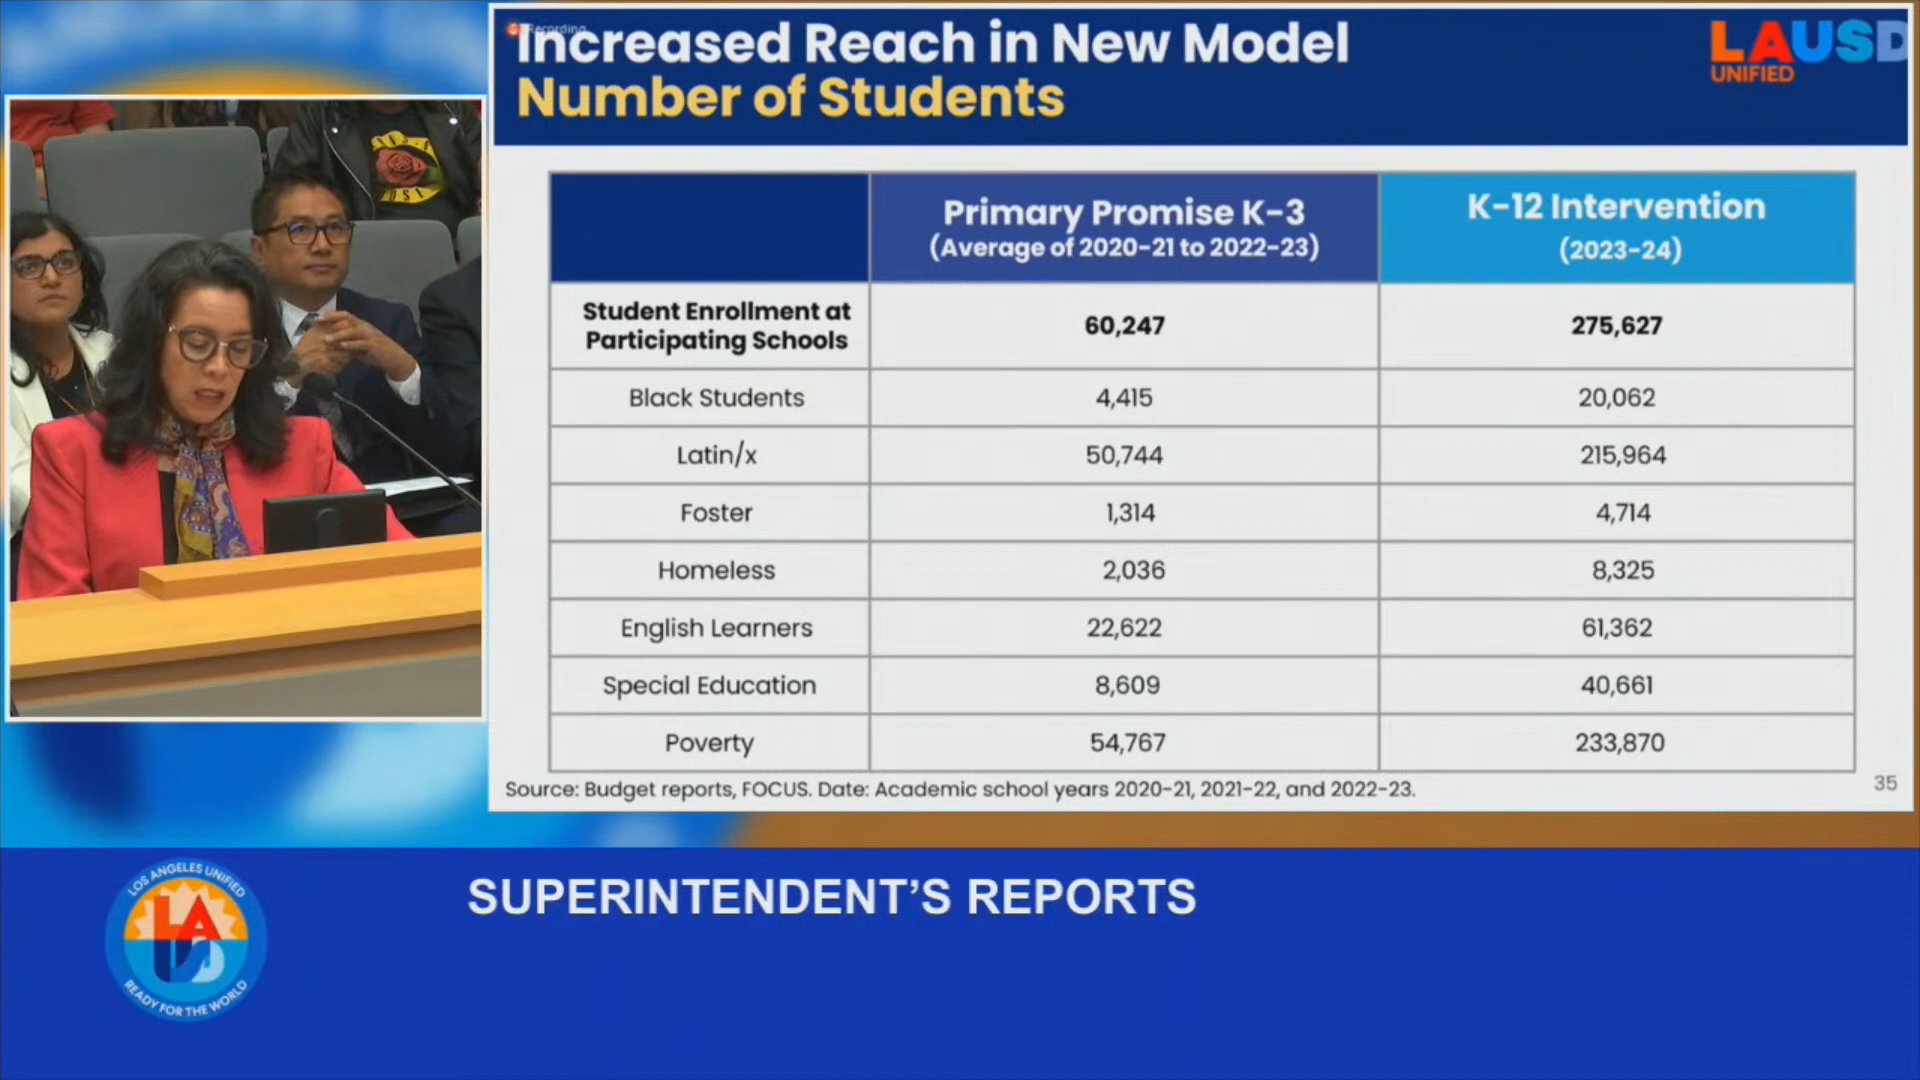 Recording
Increased Reach in New Model
Number of Students
LAUSD
UNIFIED
Primary Promise K-3
(Average of 2020-21 to 2022-23)
K-12 Intervention
(2023-24)
Student Enrollment at
Participating Schools
60,247
275,627
Black Students
4,415
20,062
Latin/x
50,744
215,964
Foster
1,314
4,714
Homeless
2,036
8,325
English Learners
22,622
61,362
Special Education
8,609
40,661
Poverty
54,767
233,870
Source: Budget reports, FOCUS. Date: Academic school years 2020-21, 2021-22, and 2022-23.
35
SUPERINTENDENT’S REPORTS
LOS ANGELES UNIFIED
LA
US
READY FOR THE WORLD